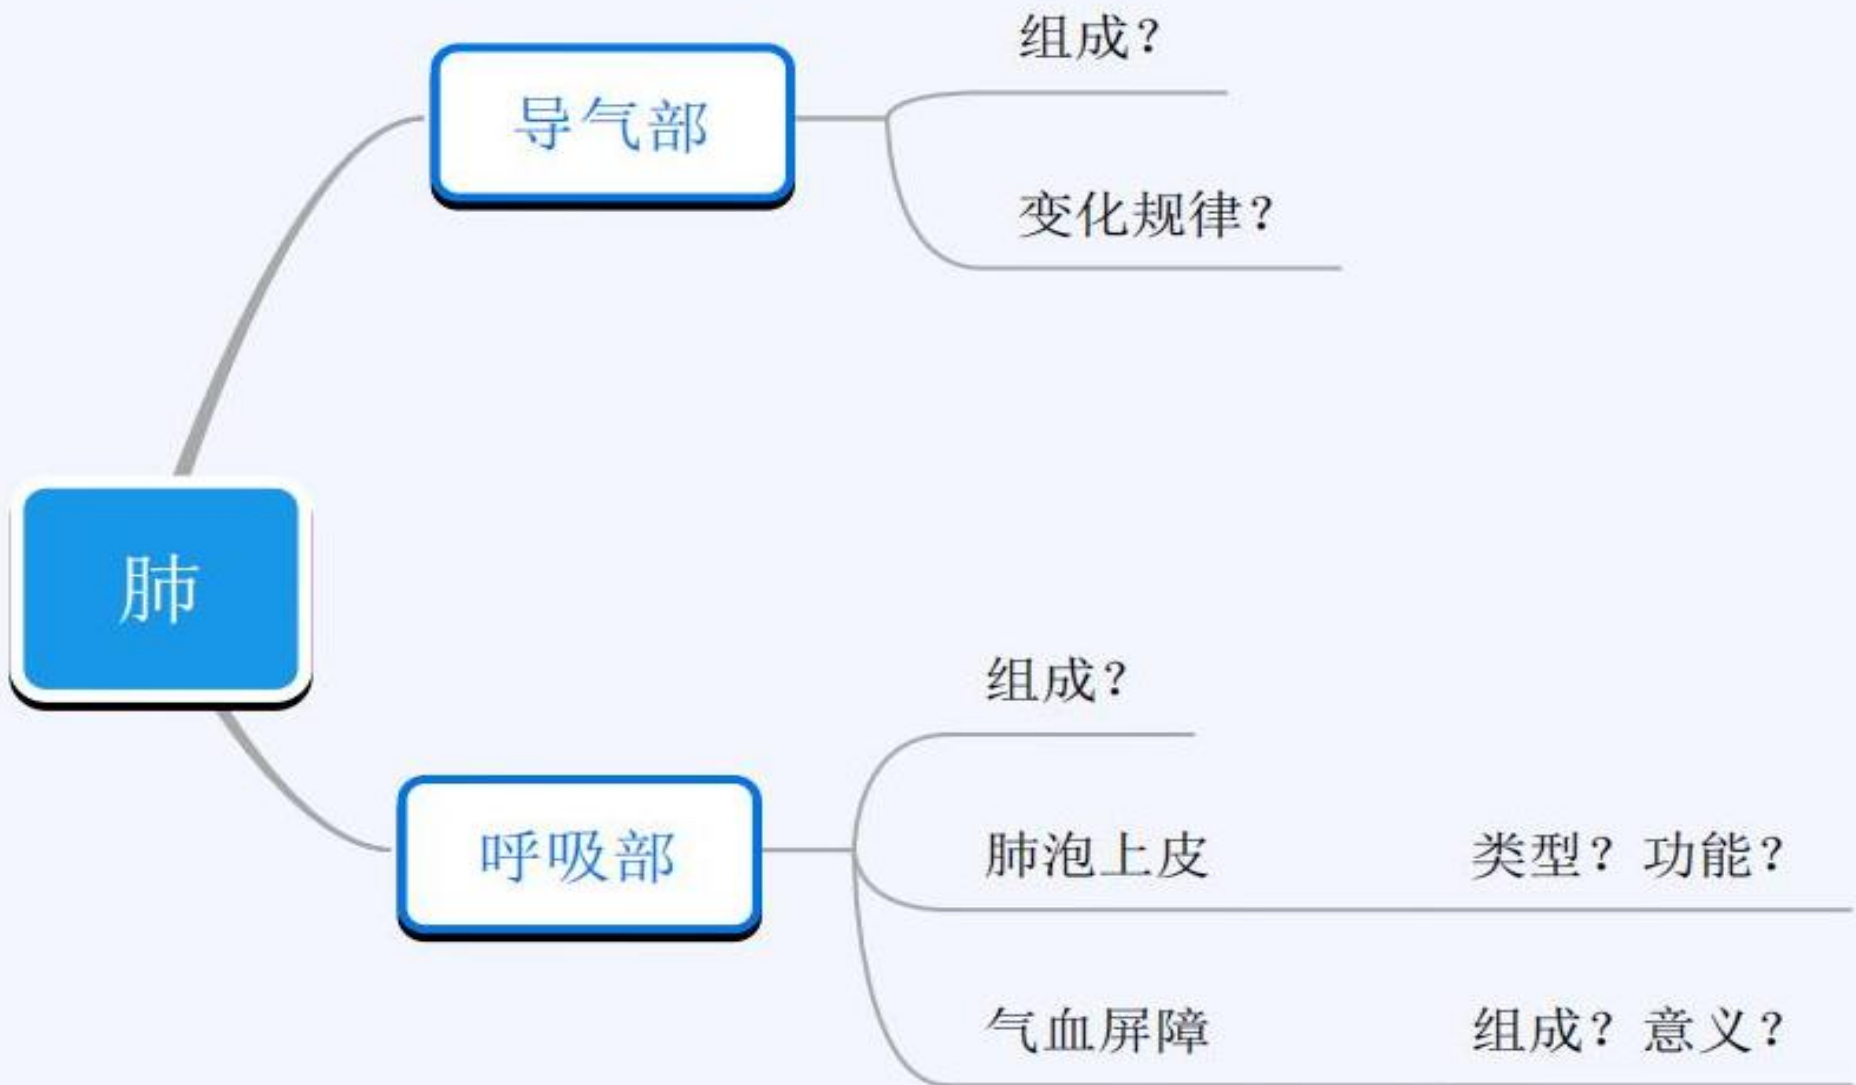 组成？
导气部
变化规律？
肺
组成？
呼吸部
肺泡上皮 类型？功能？
气血屏障 组成？意义？